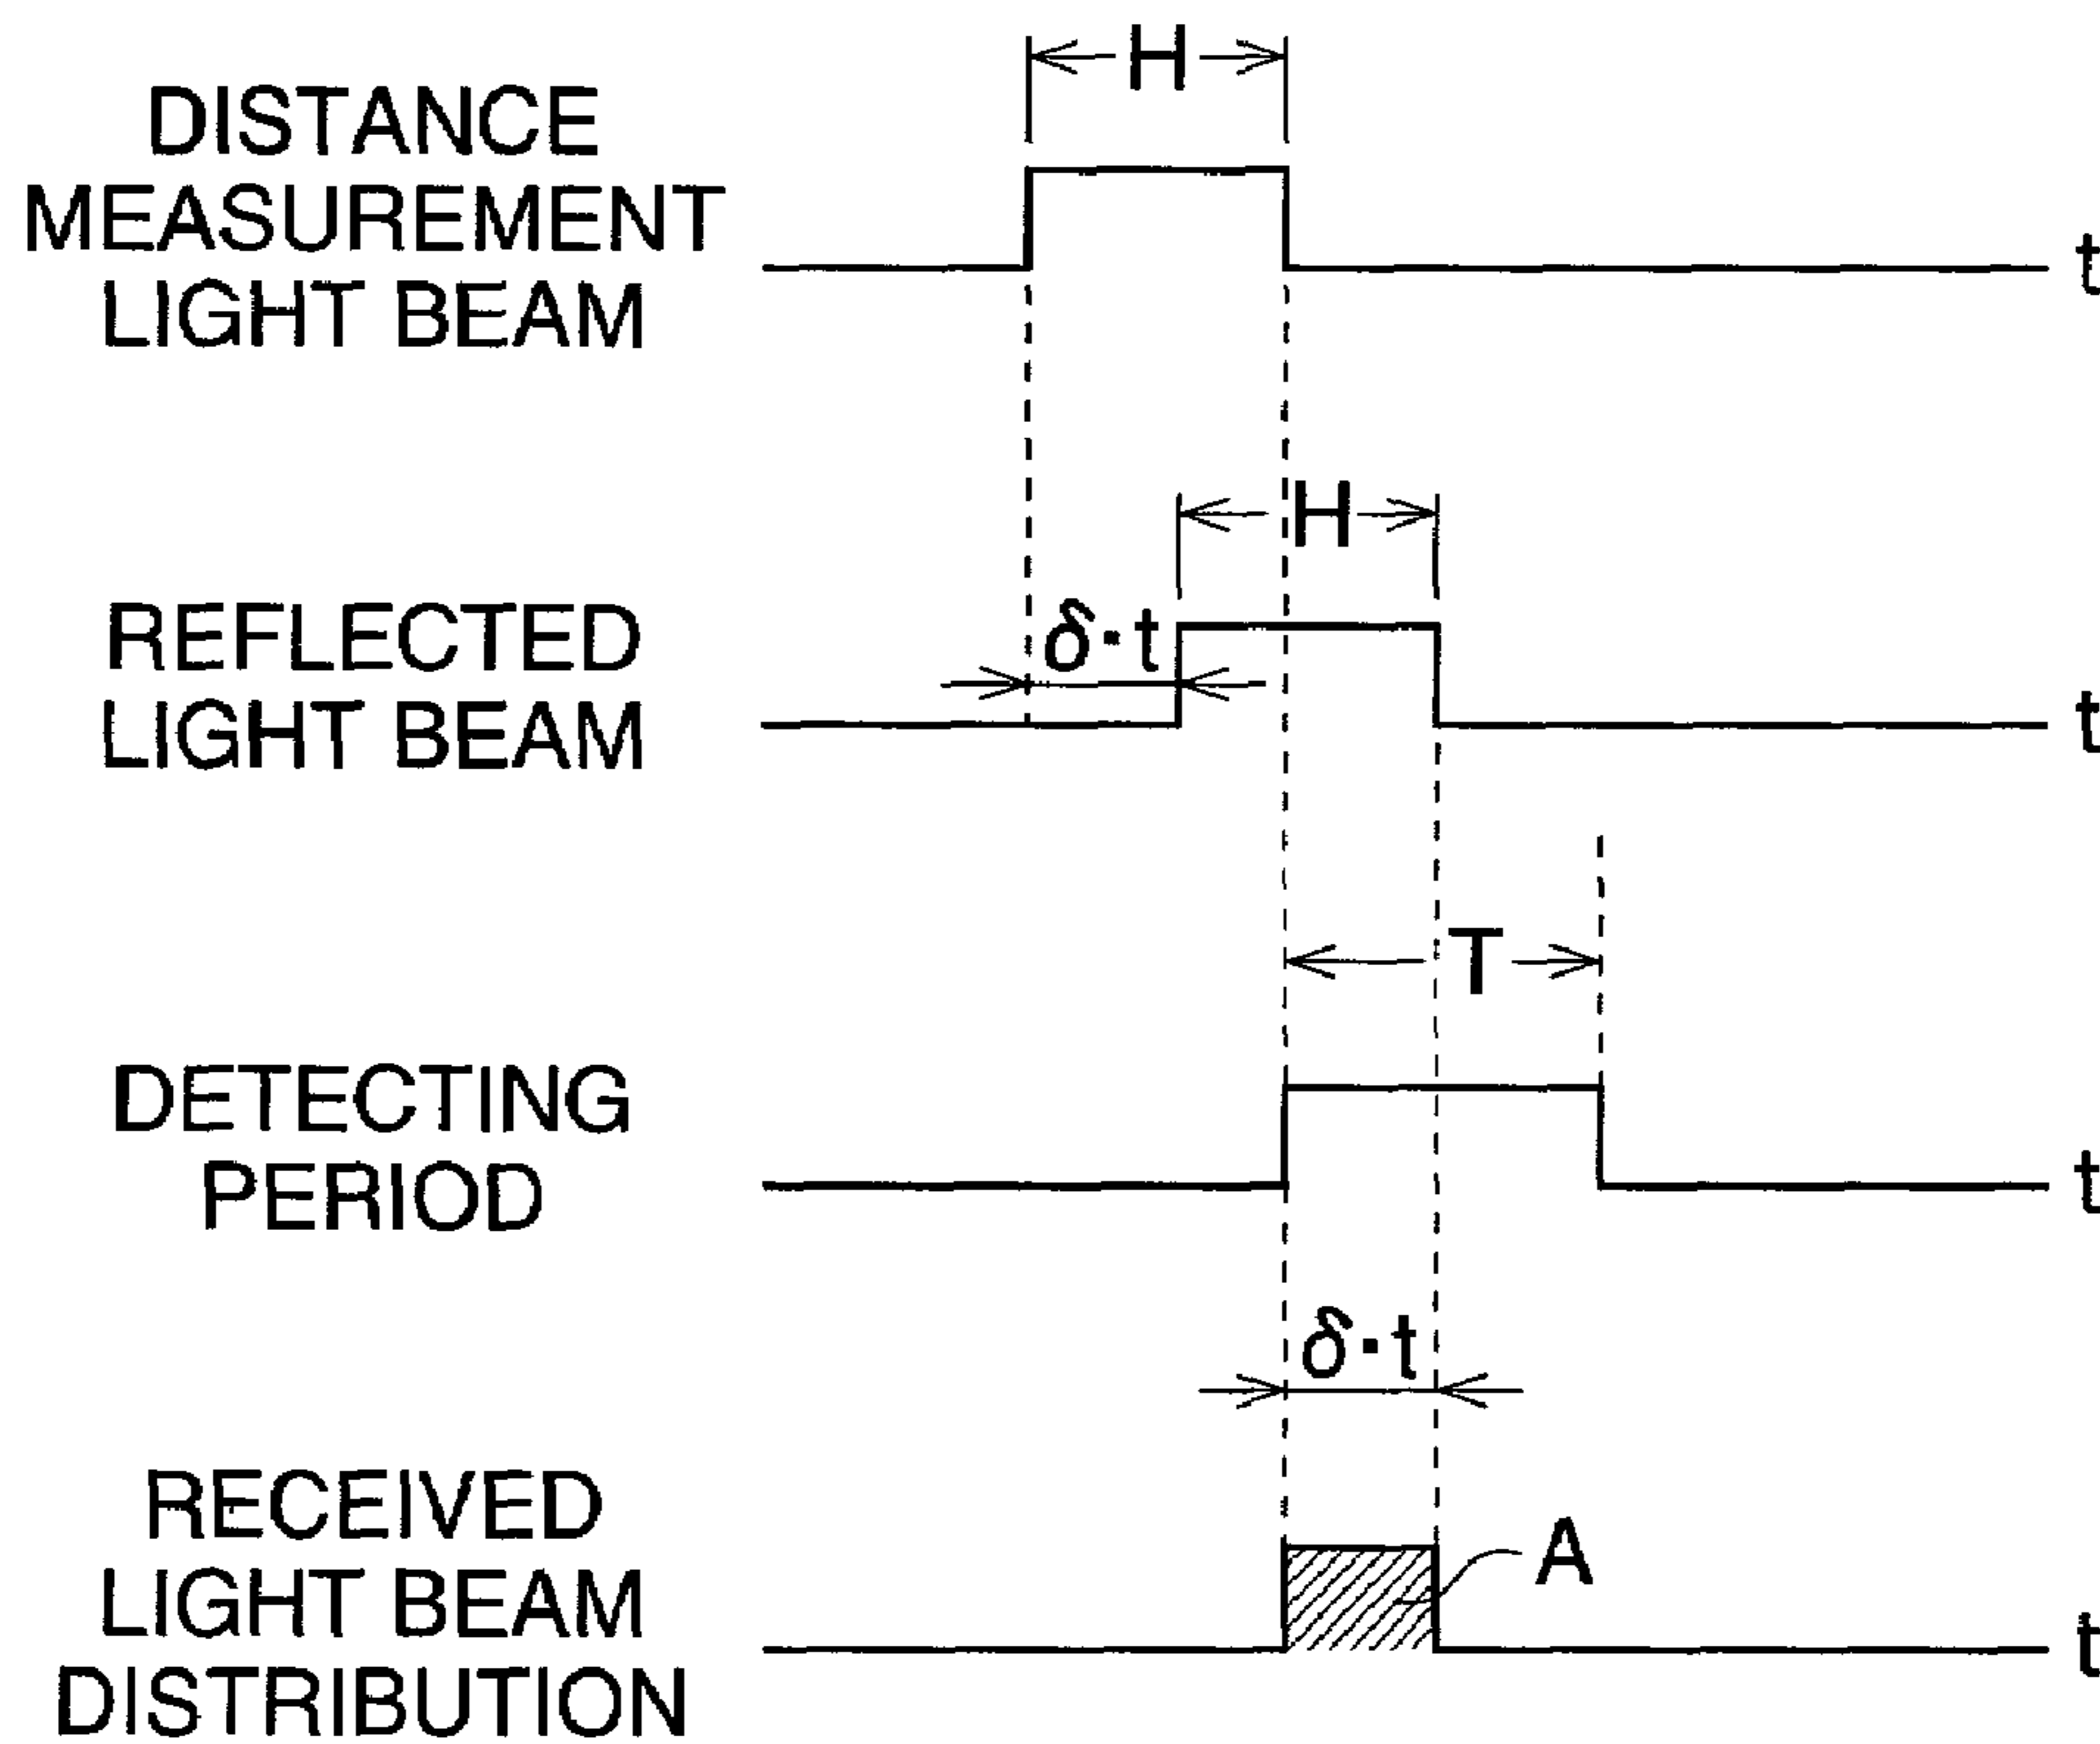 H
DISTANCE
MEASUREMENT
LIGHT BEAM
t
H
REFLECTED
LIGHT BEAM
δ·t
t
T
DETECTING
PERIOD
t
δ·t
RECEIVED
LIGHT BEAM
DISTRIBUTION
A
t